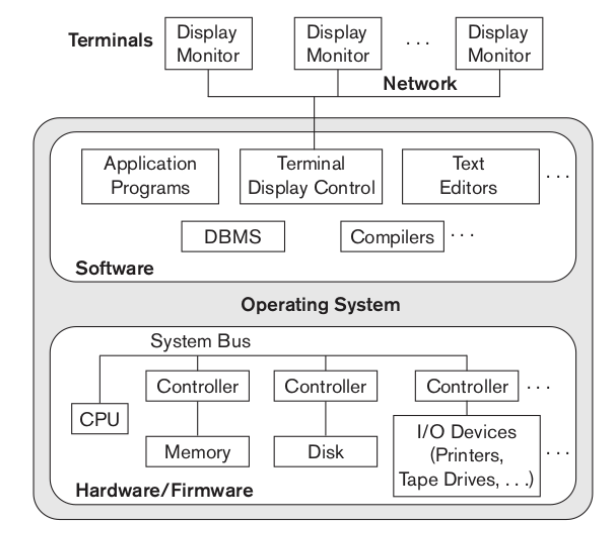 Terminals
Display
Monitor
Display
Monitor
. . .
Display
Monitor
Network
Application
Programs
Terminal
Display Control
Text
Editors
. . .
DBMS
Compilers
. . .
Software
Operating System
System Bus
Controller
Controller
Controller
. . .
CPU
Memory
Disk
I/O Devices
(Printers,
Tape Drives, . . .)
. . .
Hardware/Firmware